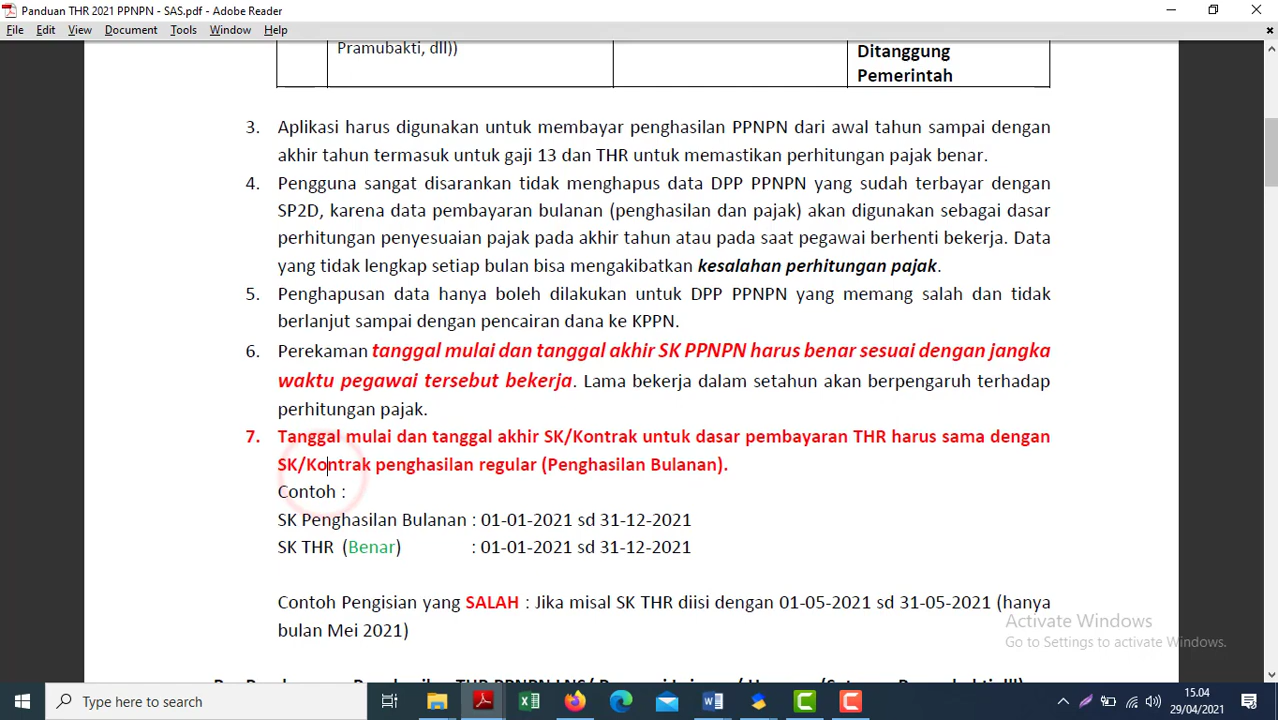 Panduan THR 2021 PPNPN - SAS.pdf - Adobe Reader
File Edit View Document Tools Window Help
Pramubakti, dll))
Ditanggung
Pemerintah
3. Aplikasi harus digunakan untuk membayar penghasilan PPNPN dari awal tahun sampai dengan
akhir tahun termasuk untuk gaji 13 dan THR untuk memastikan perhitungan pajak benar.
4. Pengguna sangat disarankan tidak menghapus data DPP PPNPN yang sudah terbayar dengan
SP2D, karena data pembayaran bulanan (penghasilan dan pajak) akan digunakan sebagai dasar
perhitungan penyesuaian pajak pada akhir tahun atau pada saat pegawai berhenti bekerja. Data
yang tidak lengkap setiap bulan bisa mengakibatkan kesalahan perhitungan pajak.
5. Penghapusan data hanya boleh dilakukan untuk DPP PPNPN yang memang salah dan tidak
berlanjut sampai dengan pencairan dana ke KPPN.
6. Perekaman tanggal mulai dan tanggal akhir SK PPNPN harus benar sesuai dengan jangka
waktu pegawai tersebut bekerja. Lama bekerja dalam setahun akan berpengaruh terhadap
perhitungan pajak.
7. Tanggal mulai dan tanggal akhir SK/Kontrak untuk dasar pembayaran THR harus sama dengan
SK/Kontrak penghasilan regular (Penghasilan Bulanan).
Contoh :
SK Penghasilan Bulanan : 01-01-2021 sd 31-12-2021
SK THR (Benar) : 01-01-2021 sd 31-12-2021
Contoh Pengisian yang SALAH : Jika misal SK THR diisi dengan 01-05-2021 sd 31-05-2021 (hanya
bulan Mei 2021)
Activate Windows
Go to Settings to activate Windows.
Type here to search
15.04
29/04/2021